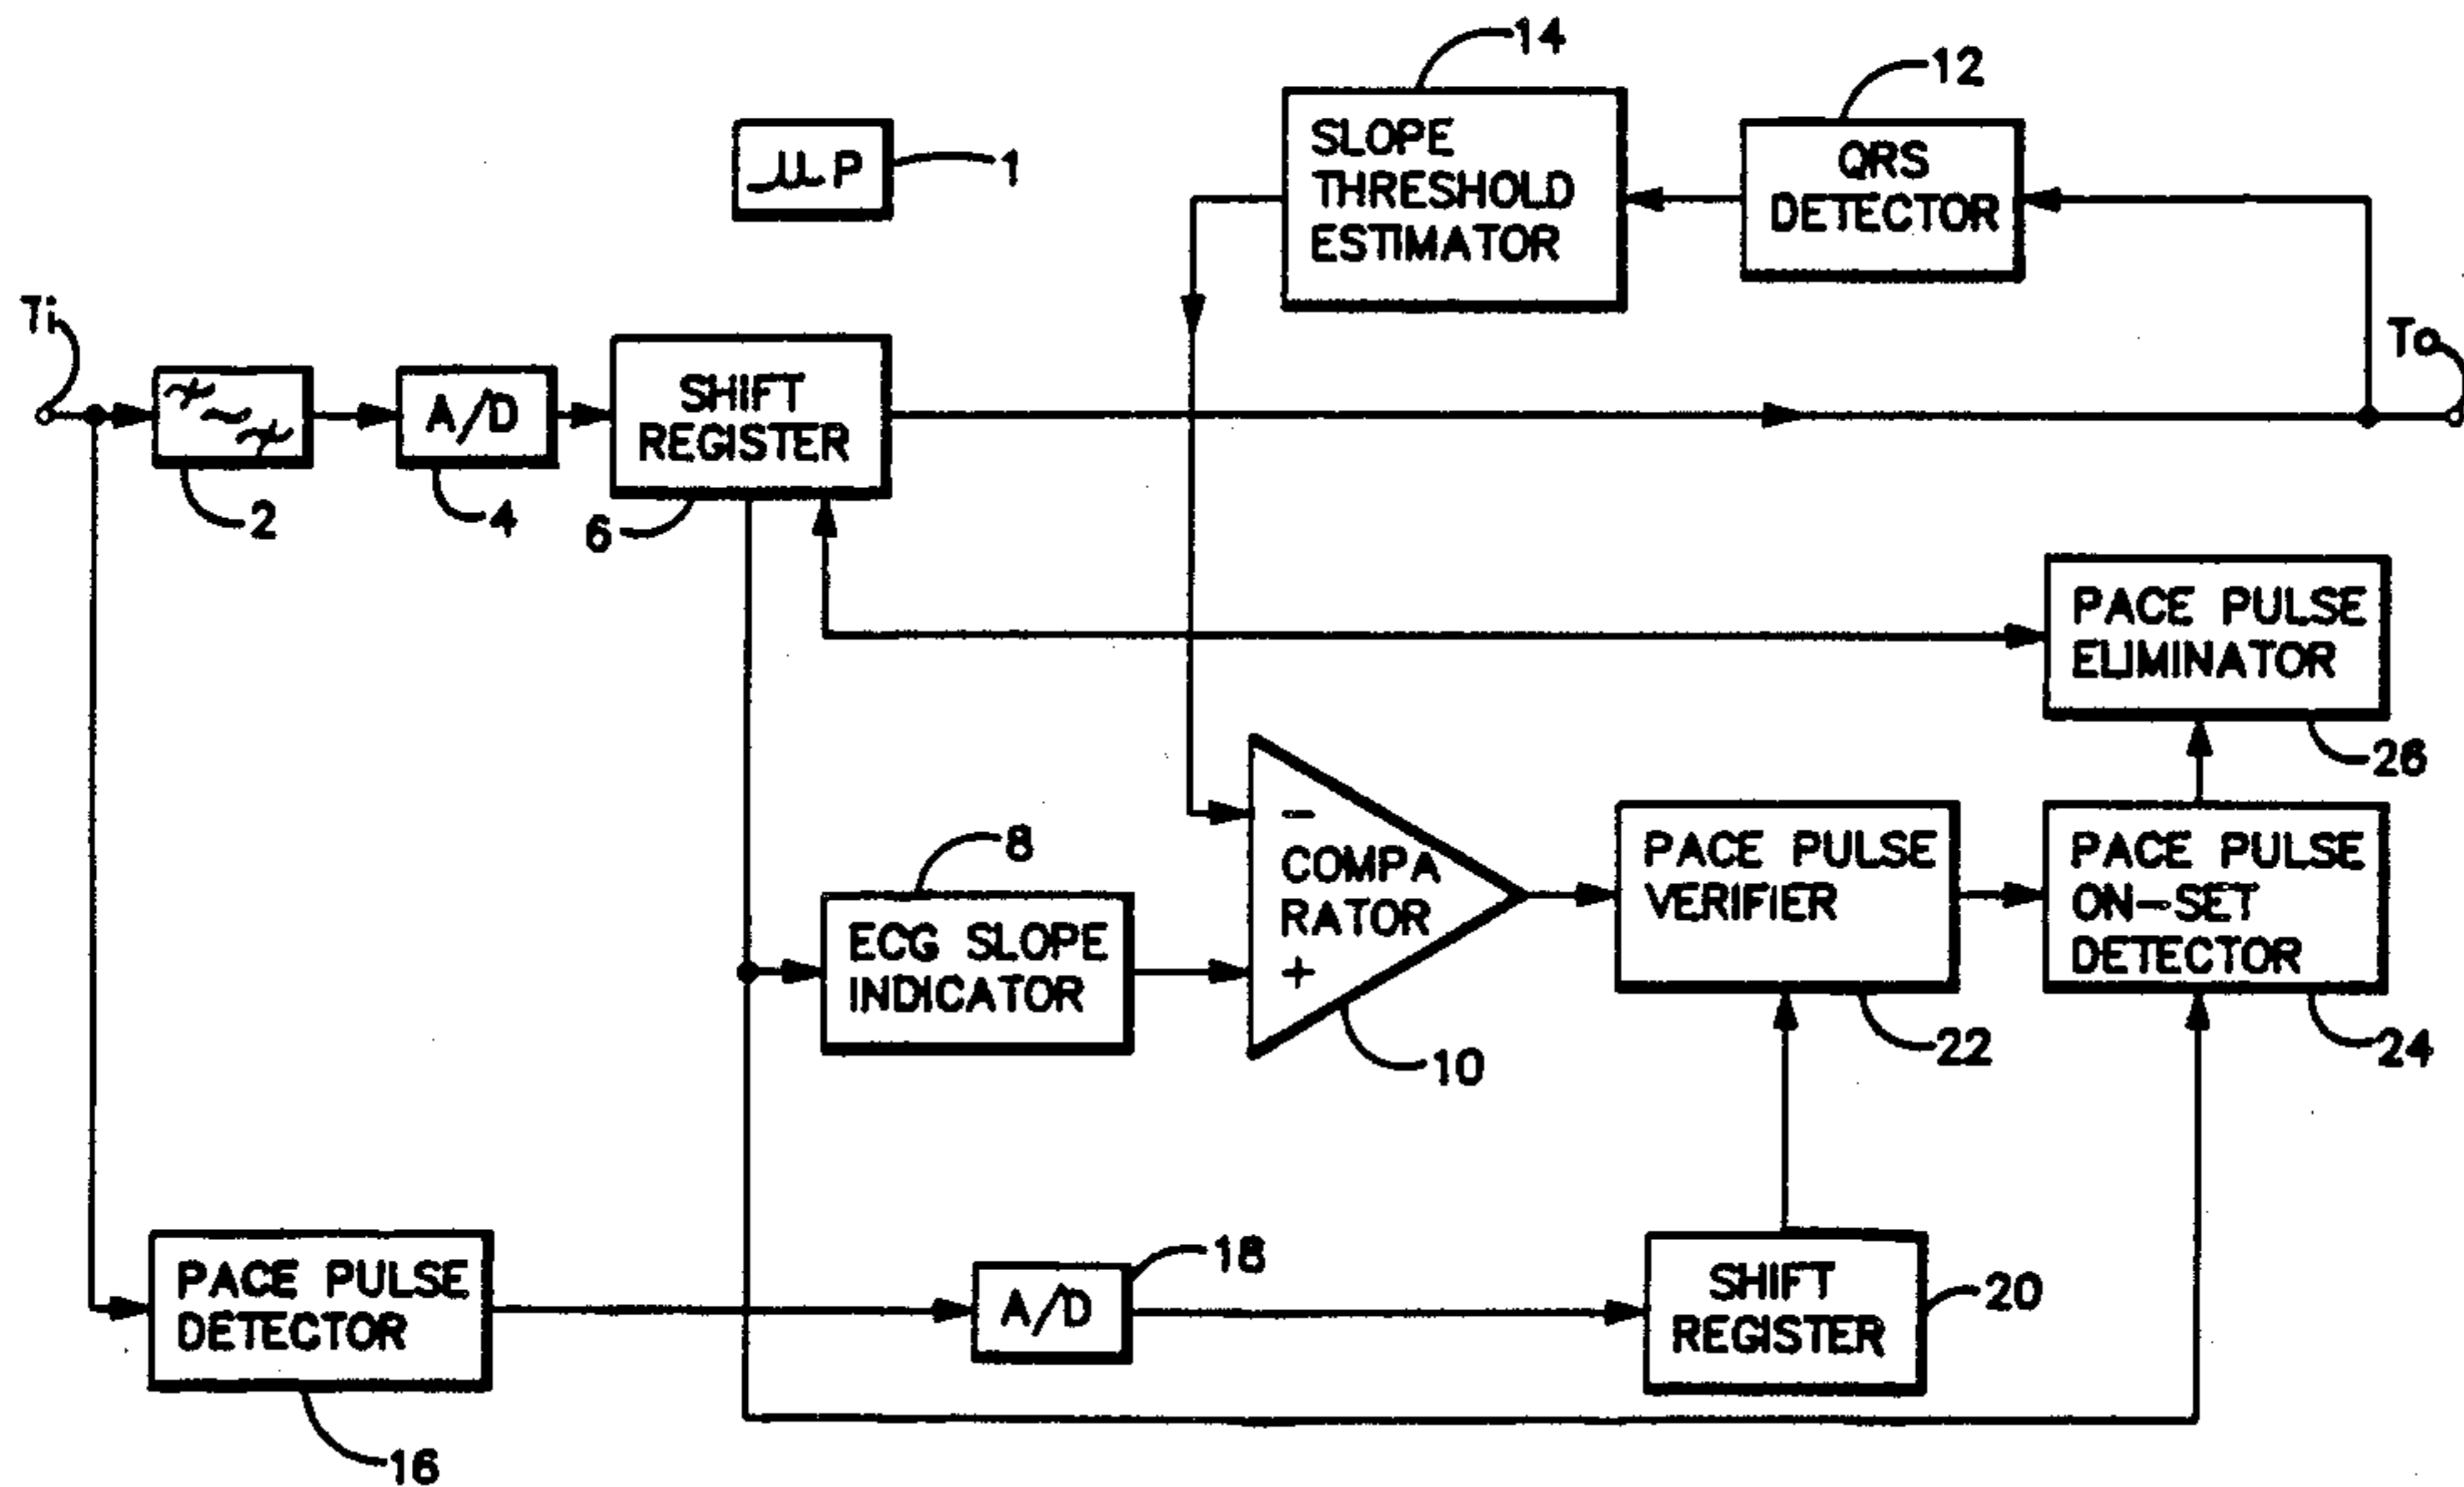 14
12
SLOPE
THRESHOLD
ESTIMATOR
QRS
DETECTOR
μP
1
Ti
To
A/D
SHIFT
REGISTER
2
4
6
PACE PULSE
ELIMINATOR
26
8
-
COMPA
RATOR
+
ECG SLOPE
INDICATOR
PACE PULSE
VERIFIER
PACE PULSE
ON-SET
DETECTOR
10
22
24
PACE PULSE
DETECTOR
18
A/D
SHIFT
REGISTER
20
16